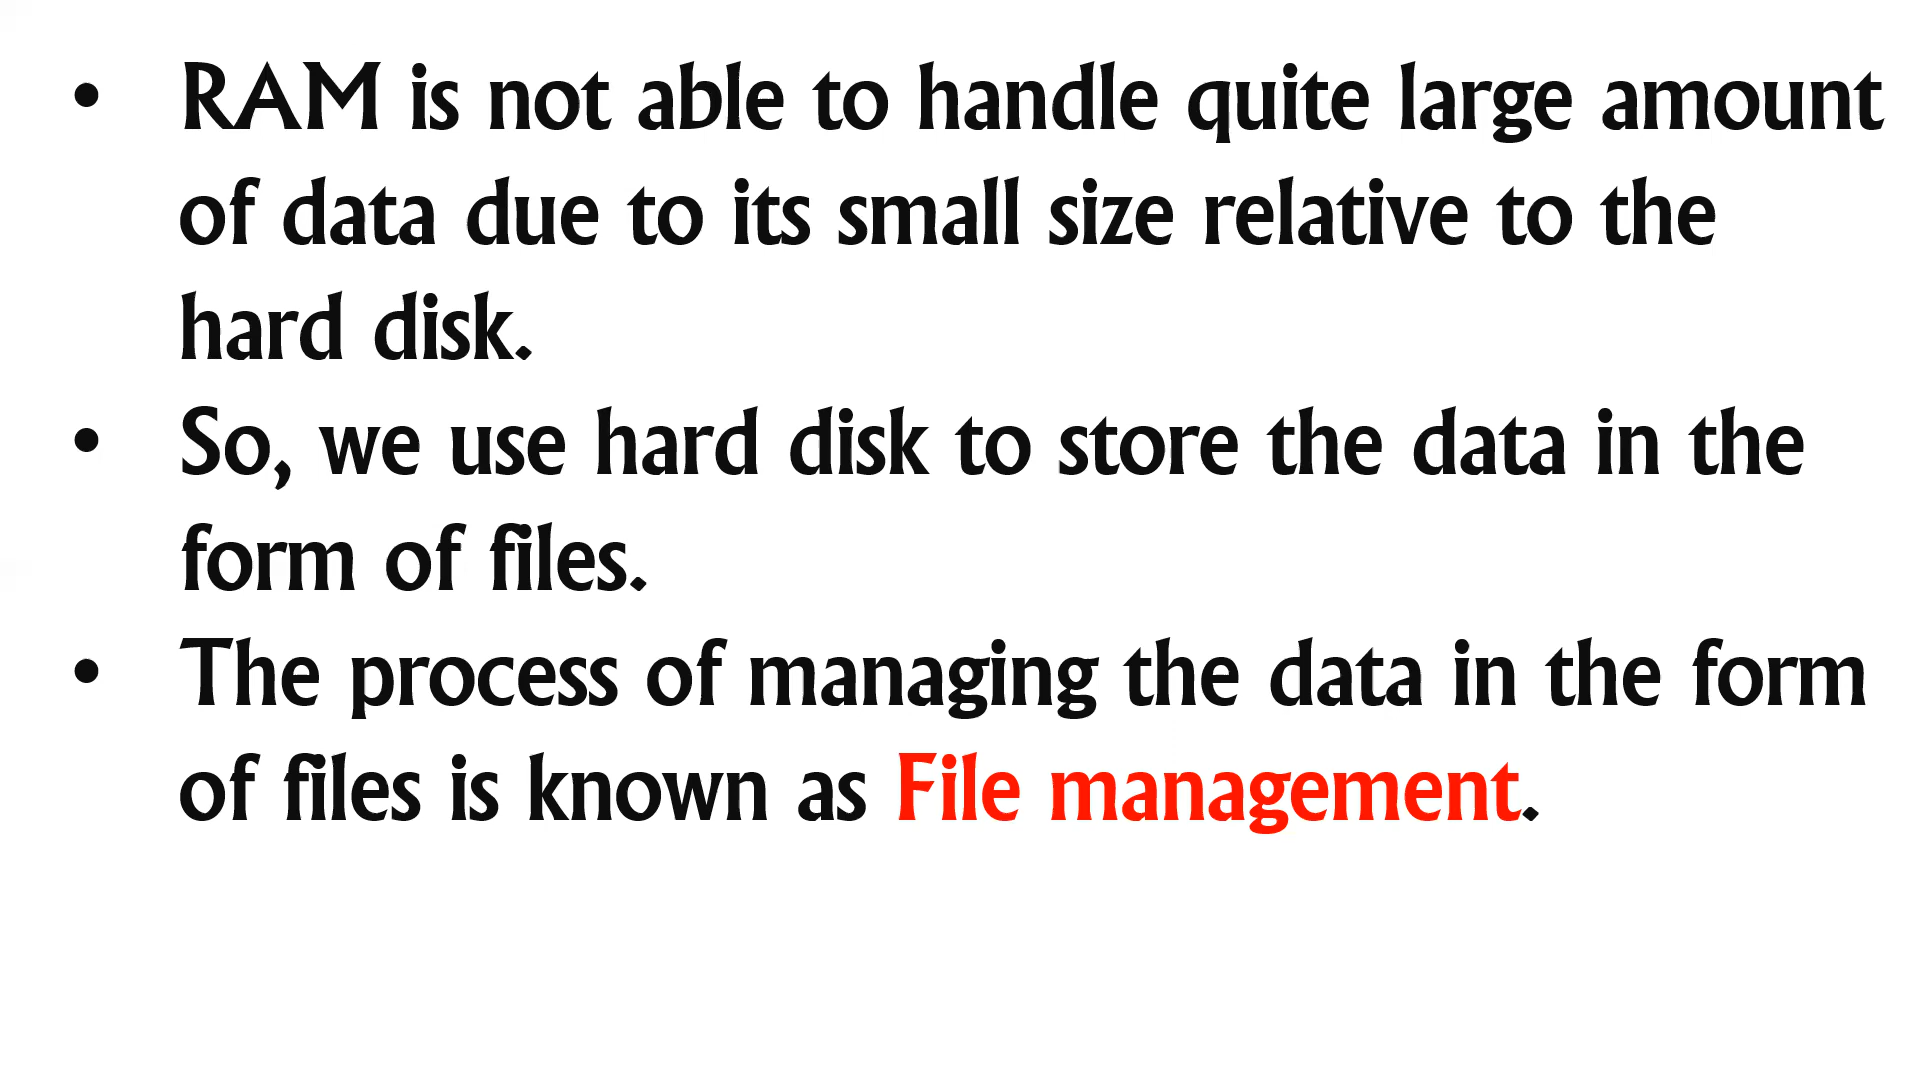 • RAM is not able to handle quite large amount
of data due to its small size relative to the
hard disk.
• So, we use hard disk to store the data in the
form of files.
• The process of managing the data in the form
of files is known as File management.